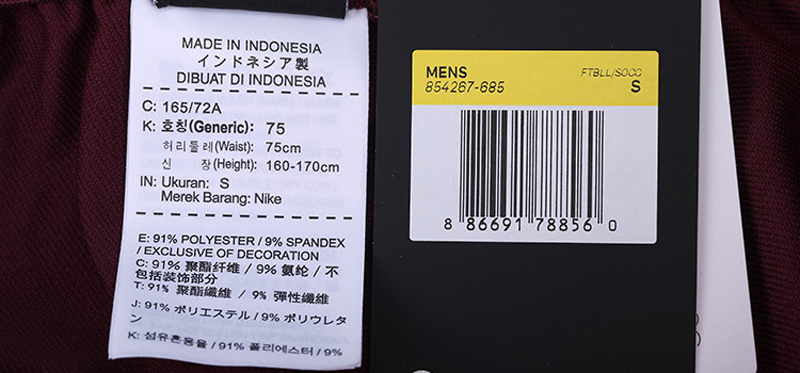 MADE IN INDONESIA
インドネシア製
DIBUAT DI INDONESIA
C: 165/72A
K: 호칭(Generic): 75
허리둘레(Waist): 75cm
신 장(Height): 160-170cm
IN: Ukuran: S
Merek Barang: Nike
E: 91% POLYESTER / 9% SPANDEX
/ EXCLUSIVE OF DECORATION
C: 91% 聚酯纤维 / 9% 氨纶 / 不
包括装饰部分
T: 91% 聚酯纖維 / 9% 彈性纖維
J: 91% ポリエステル / 9% ポリウレタ
ン
K: 섬유혼용율 / 91% 폴리에스터 / 9%
MENS
FTBLL/SOCC
854267-685
S
8 86691 78856 0